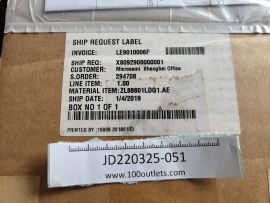 SHIP REQUEST LABEL
INVOICE: LE9010006F
SHIP REQ: X8092908000001
CUSTOMER: Microsemi Shanghai Office
S.ORDER: 294708
LINE ITEM: 1.00
MATERIAL ITEM: ZL88601LDG1.AE
SHIP DATE: 1/4/2019
BOX NO 1 OF 1
PRINTED
JD220325-051
www.100outlets.com